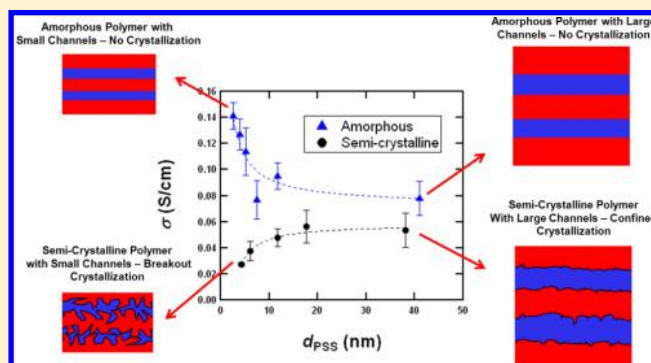 Amorphous Polymer with
Small Channels – No Crystallization
Amorphous Polymer with Large
Channels – No Crystallization
0.16
0.14
0.12
0.10
0.08
0.06
0.04
0.02
0.00
σ (S/cm)
Amorphous
Semi-crystalline
0 10 20 30 40 50
d_PSS (nm)
Semi-Crystalline Polymer
with Small Channels – Breakout
Crystallization
Semi-Crystalline Polymer
With Large Channels – Confined
Crystallization